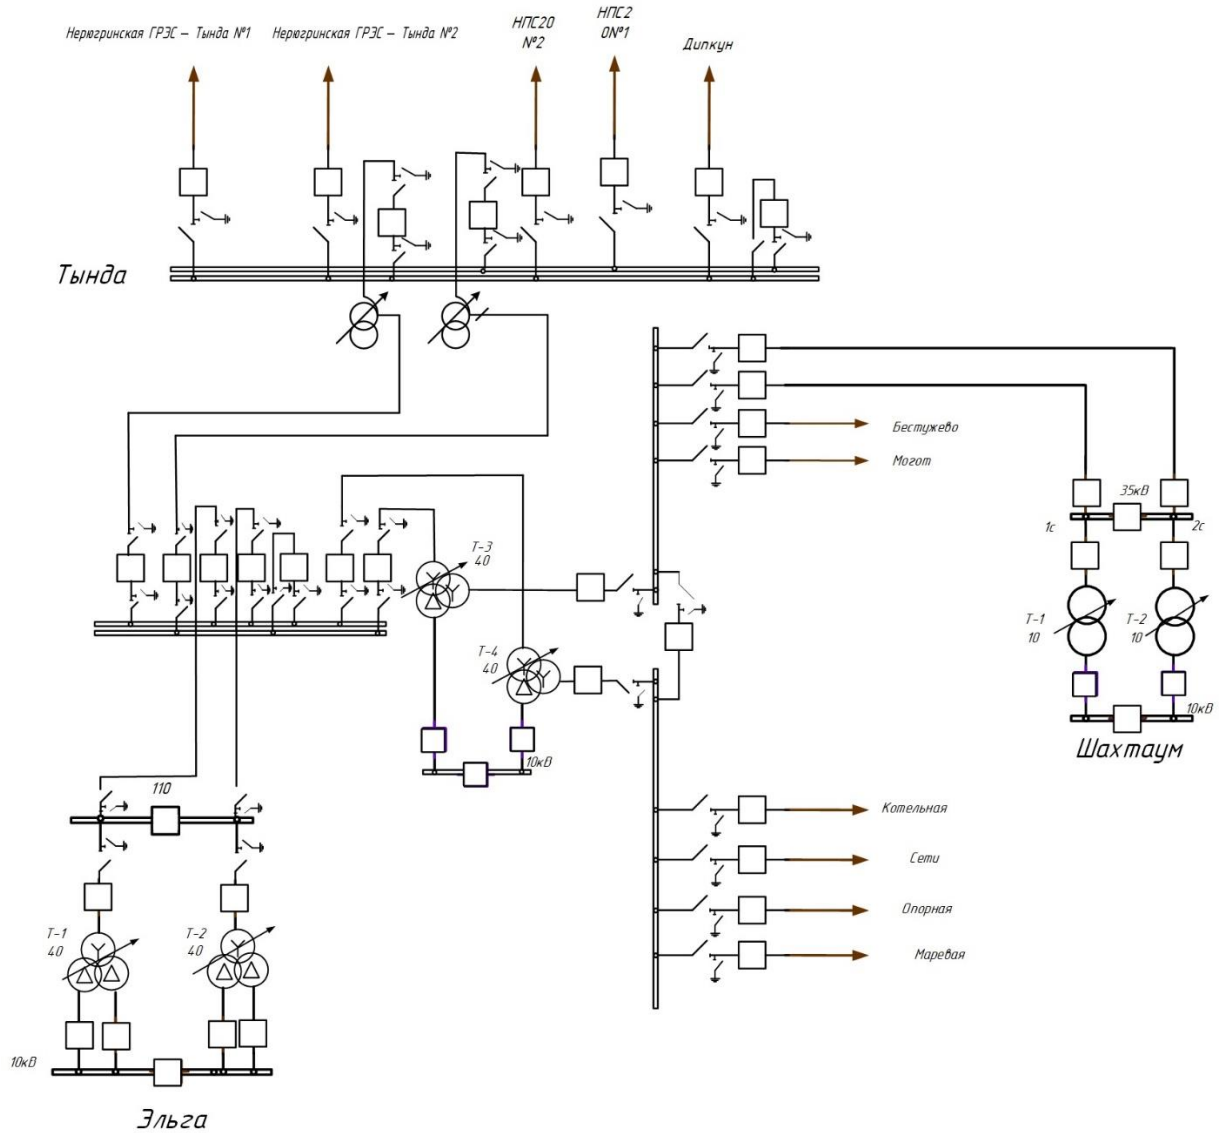 Нерюгринская ГРЭС – Тында №1
Нерюгринская ГРЭС – Тында №2
НПС20
№2
НПС2
0№1
Дипкун
Тында
Бестужево
Могот
35кВ
1с
2с
Т-3
40
Т-1
10
Т-2
10
Т-4
40
10кВ
10кВ
Шахтаум
110
Котельная
Сети
Опорная
Маревая
Т-1
40
Т-2
40
10кВ
Эльга